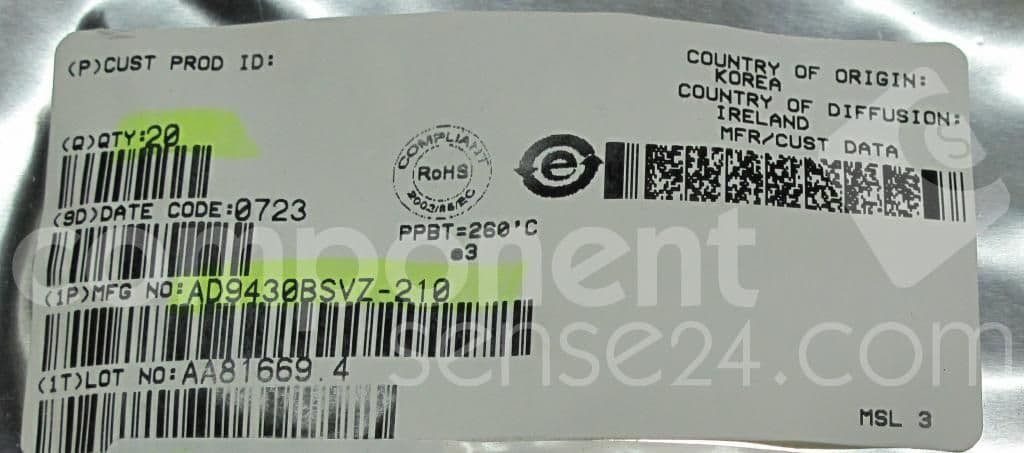 (P)CUST PROD ID:
COUNTRY OF ORIGIN:
KOREA
COUNTRY OF DIFFUSION:
IRELAND
MFR/CUST DATA
(Q)QTY:20
COMPLIANT
RoHS
2002/95/EC
e
(9D)DATE CODE:0723
PPBT=260'C
e3
(1P)MFG NO:AD9430BSVZ-210
(1T)LOT NO:AA81669.4
MSL 3
component
sense24.com
cs